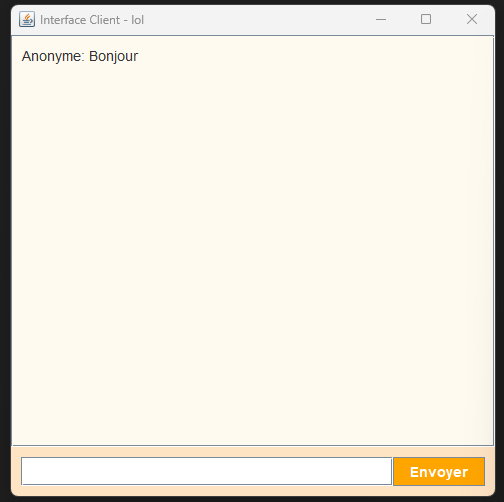 Interface Client - lol
Anonyme: Bonjour
Envoyer